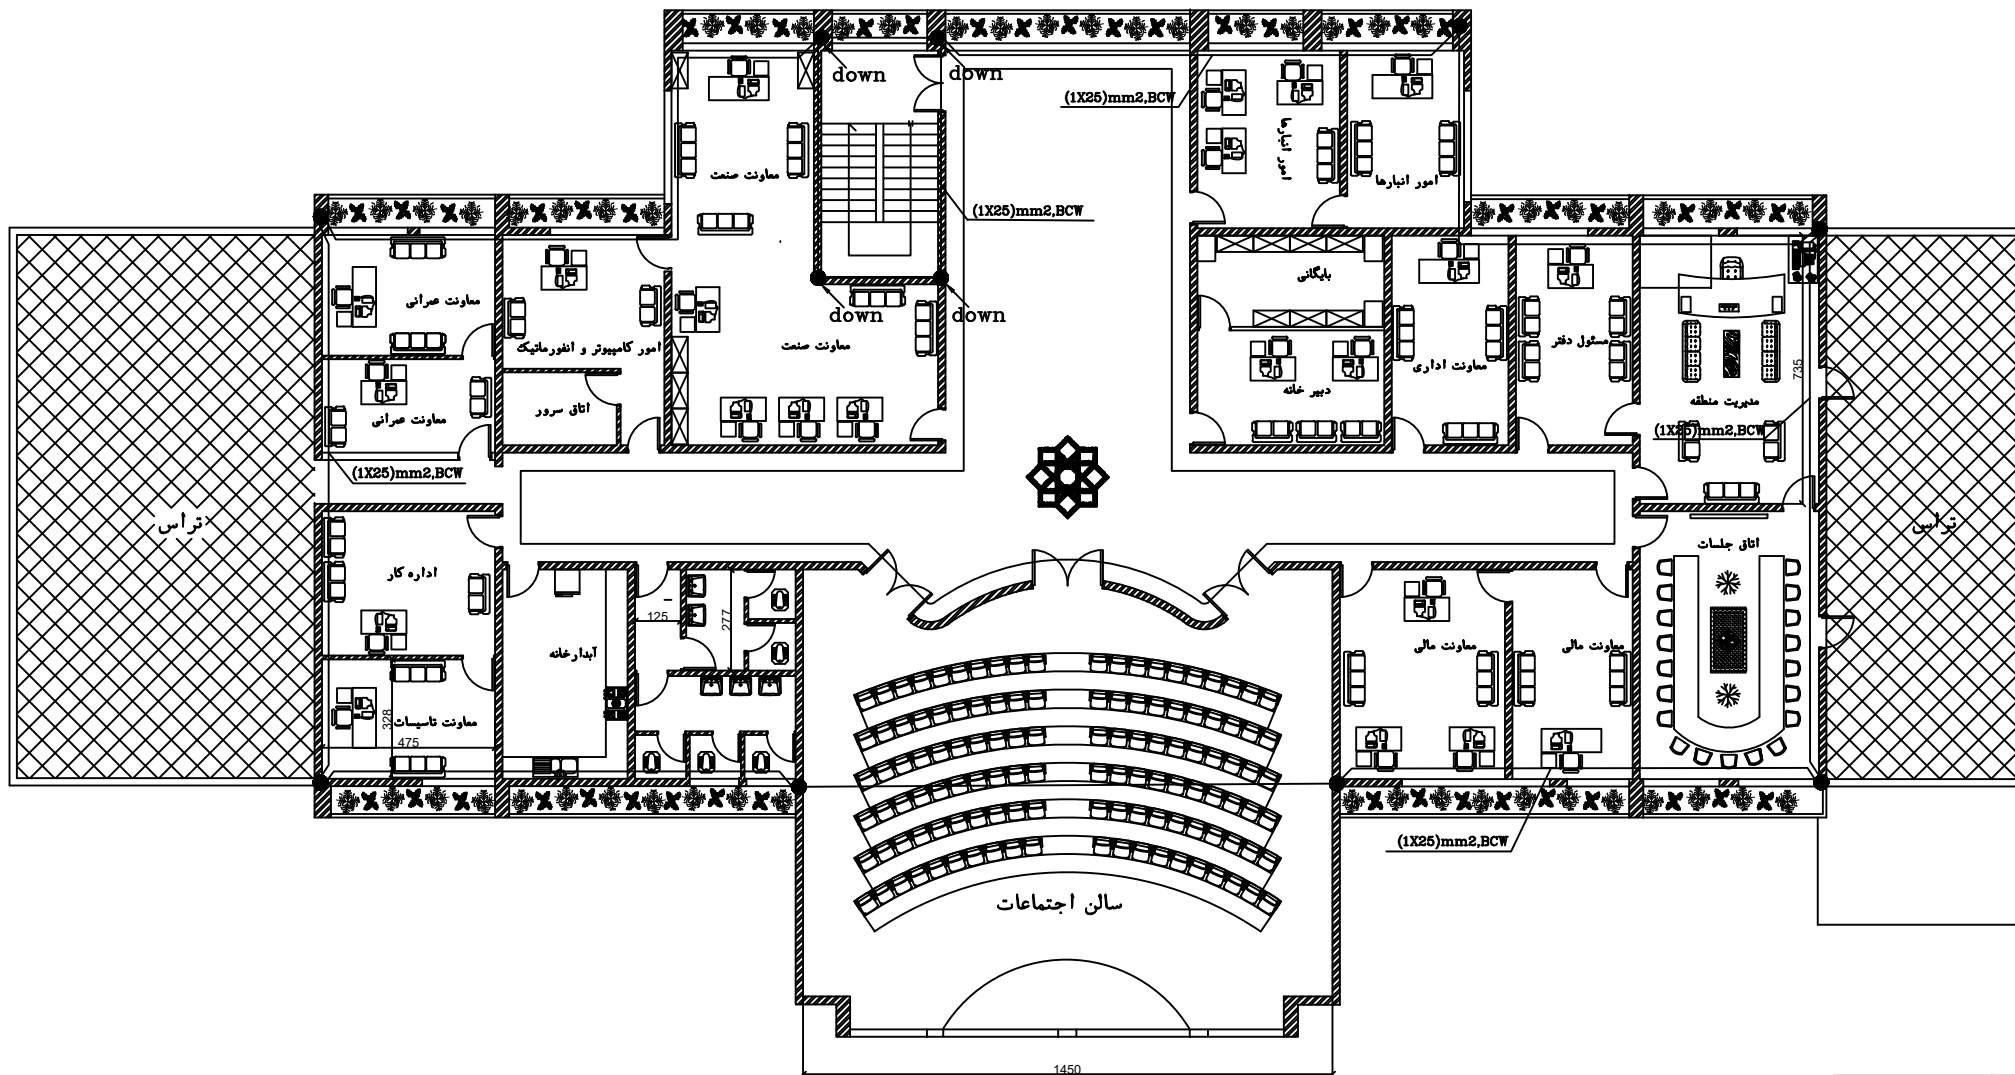 down
down
(1X25)mm2,BCW
معاونت صنعت
امور انبارها
امور انبارها
(1X25)mm2,BCW
بایگانی
معاونت عمرانی
down
down
امور کامپیوتر و انفورماتیک
معاونت صنعت
معاونت اداری
مسئول دفتر
735
دبیر خانه
مدیریت منطقه
معاونت عمرانی
اتاق سرور
(1X25)mm2,BCW
(1X25)mm2,BCW
تراس
تراس
اتاق جلسات
اداره کار
125
277
آبدارخانه
معاونت مالی
معاونت مالی
معاونت تاسیسات
328
475
(1X25)mm2,BCW
سالن اجتماعات
1450